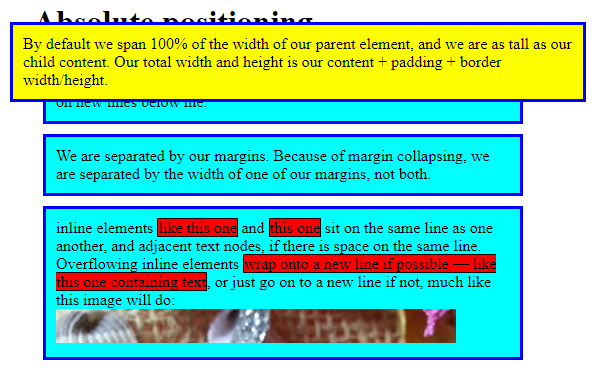 Absolute positioning
By default we span 100% of the width of our parent element, and we are as tall as our
child content. Our total width and height is our content + padding + border
width/height.
on new lines below me.
We are separated by our margins. Because of margin collapsing, we
are separated by the width of one of our margins, not both.
inline elements like this one and this one sit on the same line as one
another, and adjacent text nodes, if there is space on the same line.
Overflowing inline elements wrap onto a new line if possible — like
this one containing text, or just go on to a new line if not, much like
this image will do: